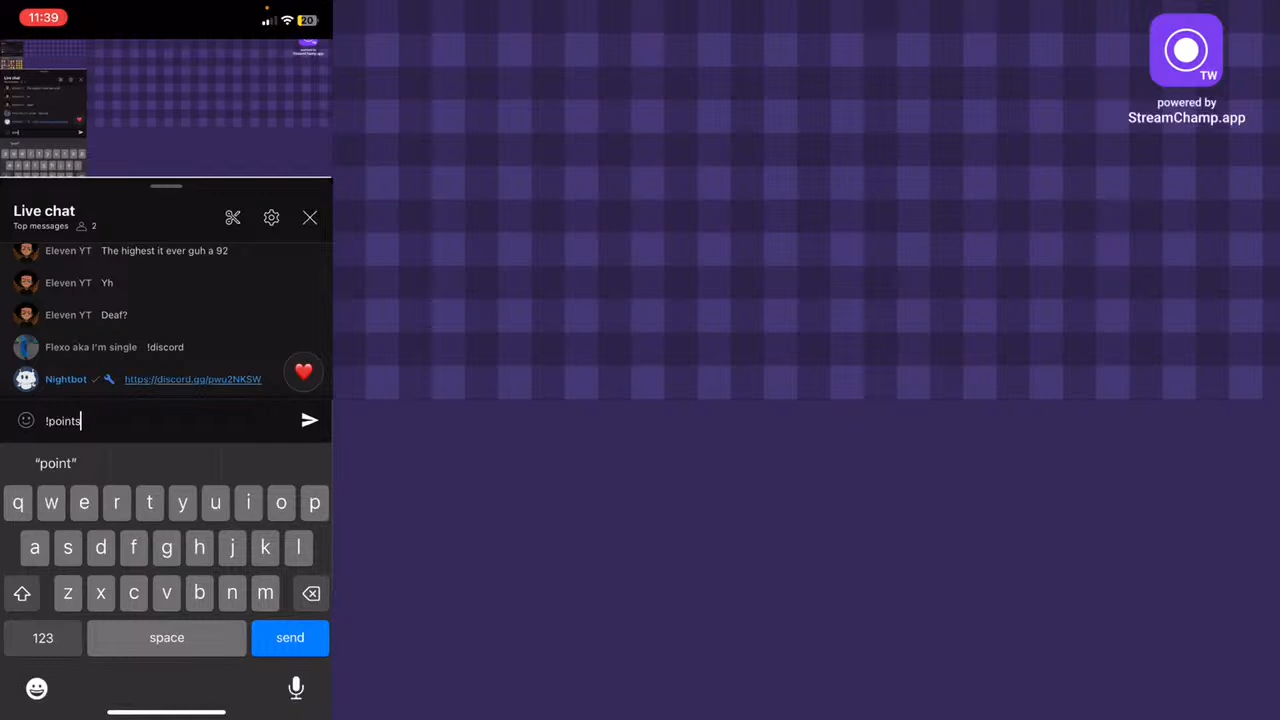 11:39
20
TW
powered by
StreamChamp.app
Live chat
Top messages 2
Eleven YT The highest it ever guh a 92
Eleven YT Yh
Eleven YT Deaf?
Flexo aka I'm single !discord
Nightbot https://discord.gg/pwu2NKSW
!points
"point"
q w e r t y u i o p
a s d f g h j k l
z x c v b n m
123 space send